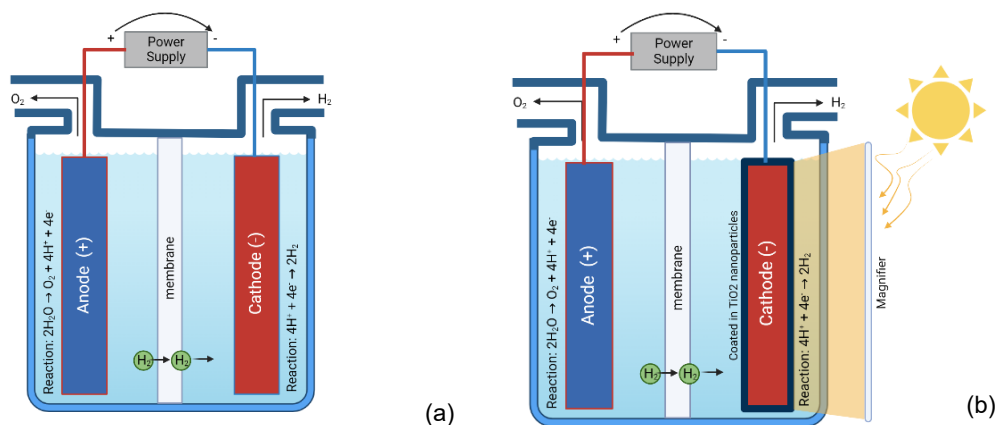 +
Power
Supply
-
O₂
H₂
Reaction: 2H₂O → O₂ + 4H⁺ + 4e⁻
Anode (+)
membrane
Cathode (-)
Reaction: 4H⁺ + 4e⁻ → 2H₂
H₂
H₂
(a)
+
Power
Supply
-
O₂
H₂
Reaction: 2H₂O → O₂ + 4H⁺ + 4e⁻
Anode (+)
membrane
Coated in TiO2 nanoparticles
Cathode (-)
Reaction: 4H⁺ + 4e⁻ → 2H₂
Magnifier
H₂
H₂
(b)